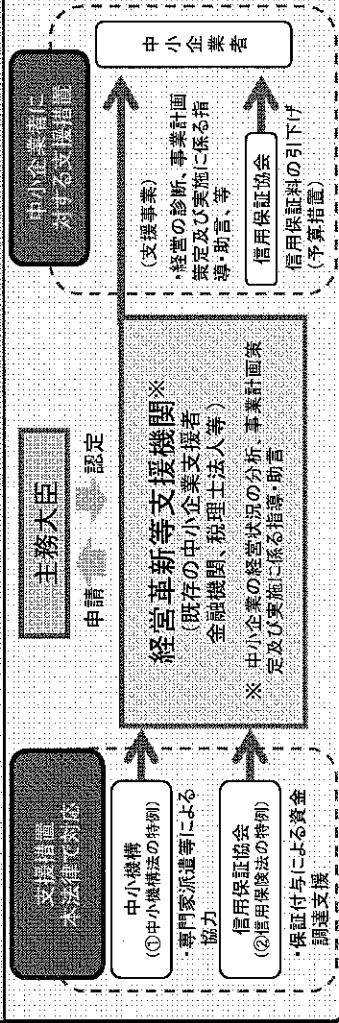 支援措置
本法律で対応
中小機構
(①中小機構法の特例)
・専門家派遣等による
協力
信用保証協会
(②信用保険法の特例)
・保証付与による資金
調達支援
主務大臣
申請
認定
経営革新等支援機関※
(既存の中小企業支援者
金融機関、税理士法人等)
※ 中小企業の経営状況の分析、事業計画策
定及び実施に係る指導・助言
中小企業者に
対する支援措置
(支援事業)
・経営の診断、事業計画
策定及び実施に係る指
導・助言、等
信用保証協会
信用保証料の引下げ
(予算措置)
中小企業者